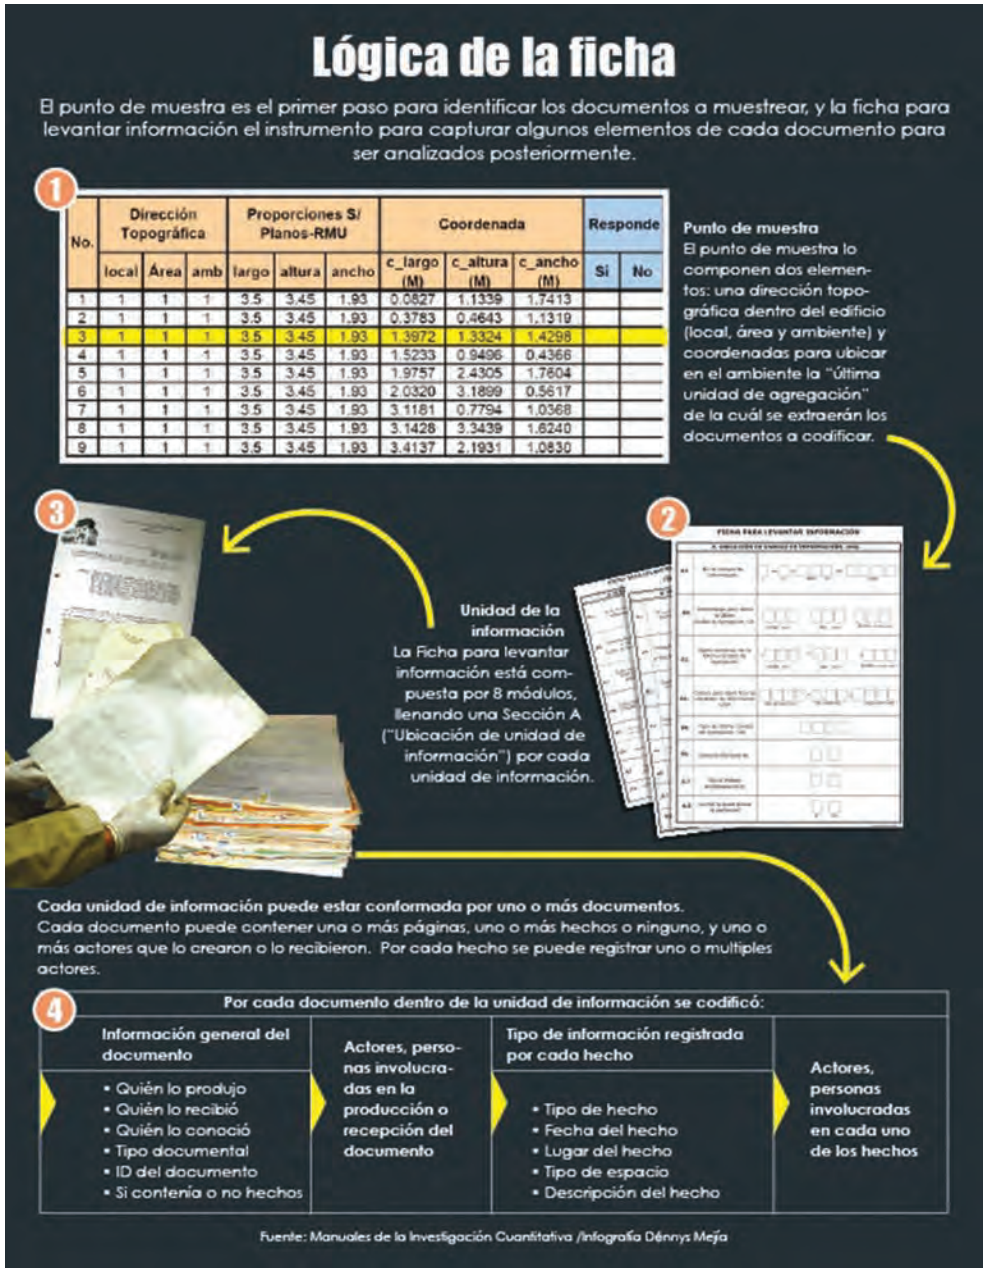 Lógica de la ficha
El punto de muestra es el primer paso para identificar los documentos a muestrear, y la ficha para
levantar información el instrumento para capturar algunos elementos de cada documento para
ser analizados posteriormente.
1
No. Dirección Topográfica Proporciones S/ Planos-RMU Coordenada Responde
local Área amb largo altura ancho c_largo (M) c_altura (M) c_ancho (M) Si No
1 1 1 1 3.5 3.45 1.93 0.0827 1.1339 1.7413
2 1 1 1 3.5 3.45 1.93 0.3783 0.4643 1.1319
3 1 1 1 3.5 3.45 1.93 1.3972 1.3324 1.4298
4 1 1 1 3.5 3.45 1.93 1.5233 0.9496 0.4366
5 1 1 1 3.5 3.45 1.93 1.9757 2.4305 1.7604
6 1 1 1 3.5 3.45 1.93 2.0320 3.1899 0.5617
7 1 1 1 3.5 3.45 1.93 3.1181 0.7794 1.0368
8 1 1 1 3.5 3.45 1.93 3.1428 3.3439 1.6240
9 1 1 1 3.5 3.45 1.93 3.4137 2.1931 1.0830
Punto de muestra
El punto de muestra lo
componen dos elemen-
tos: una dirección topo-
gráfica dentro del edificio
(local, área y ambiente) y
coordenadas para ubicar
en el ambiente la "última
unidad de agregación"
de la cuál se extraerán los
documentos a codificar.
2
FICHA PARA LEVANTAR INFORMACIÓN
3
Unidad de la
información
La Ficha para levantar
información está com-
puesta por 8 módulos,
llenando una Sección A
("Ubicación de unidad de
información") por cada
unidad de información.
Cada unidad de información puede estar conformada por uno o más documentos.
Cada documento puede contener una o más páginas, uno o más hechos o ninguno, y uno o
más actores que lo crearon o lo recibieron. Por cada hecho se puede registrar uno o multiples
actores.
4
Por cada documento dentro de la unidad de información se codificó:
Información general del
documento
• Quién lo produjo
• Quién lo recibió
• Quién lo conoció
• Tipo documental
• ID del documento
• Si contenía o no hechos
Actores, perso-
nas involucra-
das en la
producción o
recepción del
documento
Tipo de información registrada
por cada hecho
• Tipo de hecho
• Fecha del hecho
• Lugar del hecho
• Tipo de espacio
• Descripción del hecho
Actores,
personas
involucradas
en cada uno
de los hechos
Fuente: Manuales de la Investigación Cuantitativa /Infografía Dénnys Mejía